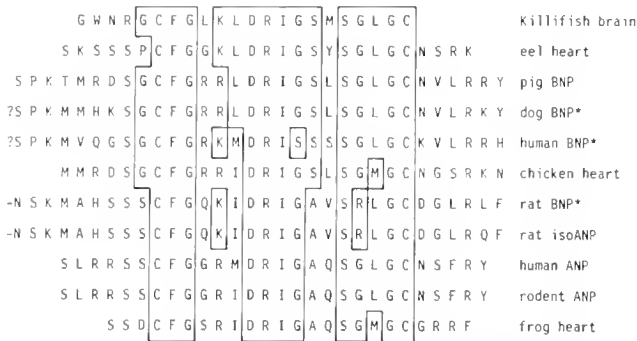 G W N R G C F G L K L D R I G S M S G L G C Killifish brain
S K S S S P C F G G K L D R I G S Y S G L G C N S R K eel heart
S P K T M R D S G C F G R R L D R I G S L S G L G C N V L R R Y pig BNP
?S P K M M H K S G C F G R R L D R I G S L S G L G C N V L R K Y dog BNP*
?S P K M V Q G S G C F G R K M D R I S S S S G L G C K V L R R H human BNP*
M M R D S G C F G R R I D R I G S L S G M G C N G S R K N chicken heart
-N S K M A H S S S C F G Q K I D R I G A V S R L G C D G L R L F rat BNP*
-N S K M A H S S S C F G Q K I D R I G A V S R L G C D G L R Q F rat isoANP
S L R R S S C F G G R M D R I G A Q S G L G C N S F R Y human ANP
S L R R S S C F G G R I D R I G A Q S G L G C N S F R Y rodent ANP
S S D C F G S R I D R I G A Q S G M G C G R R F frog heart